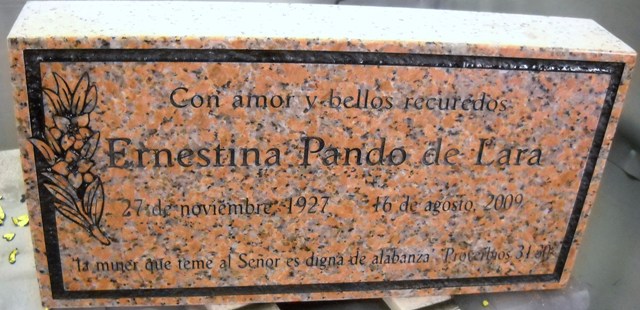 Con amor y bellos recuredos
Ernestina Pando de Lara
27 de noviembre, 1927 16 de agosto, 2009
la mujer que teme al Señor es digna de alabanza. Proverbios 31